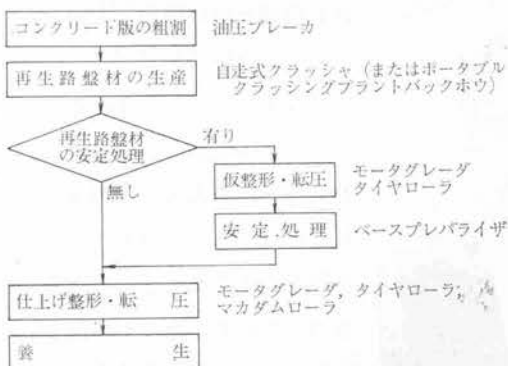 コンクリート版の粗割 油圧ブレーカ
再生路盤材の生産 自走式クラッシャ（またはポータブル
クラッシングプラントバックホウ）
再生路盤材
の安定処理
有り
無し
仮整形・転圧 モータグレーダ
タイヤローラ
安定処理 ベースプレパライザ
仕上げ整形・転圧 モータグレーダ，タイヤローラ，
マカダムローラ
養生